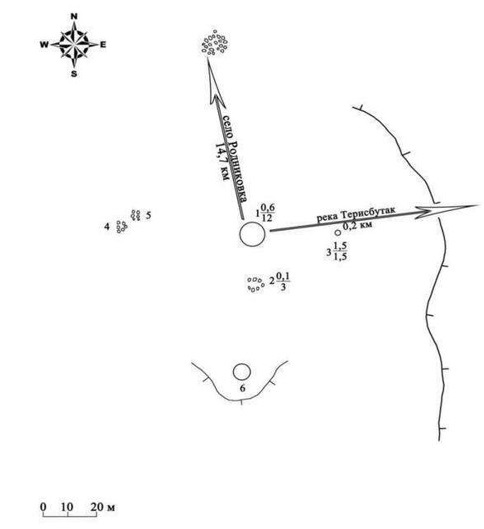 N
W E
S
село Родниковка
14,7 км
1 0,6
12
река Терисбутак
0,2 км
3 1,5
1,5
4 5
2 0,1
3
6
0 10 20 м